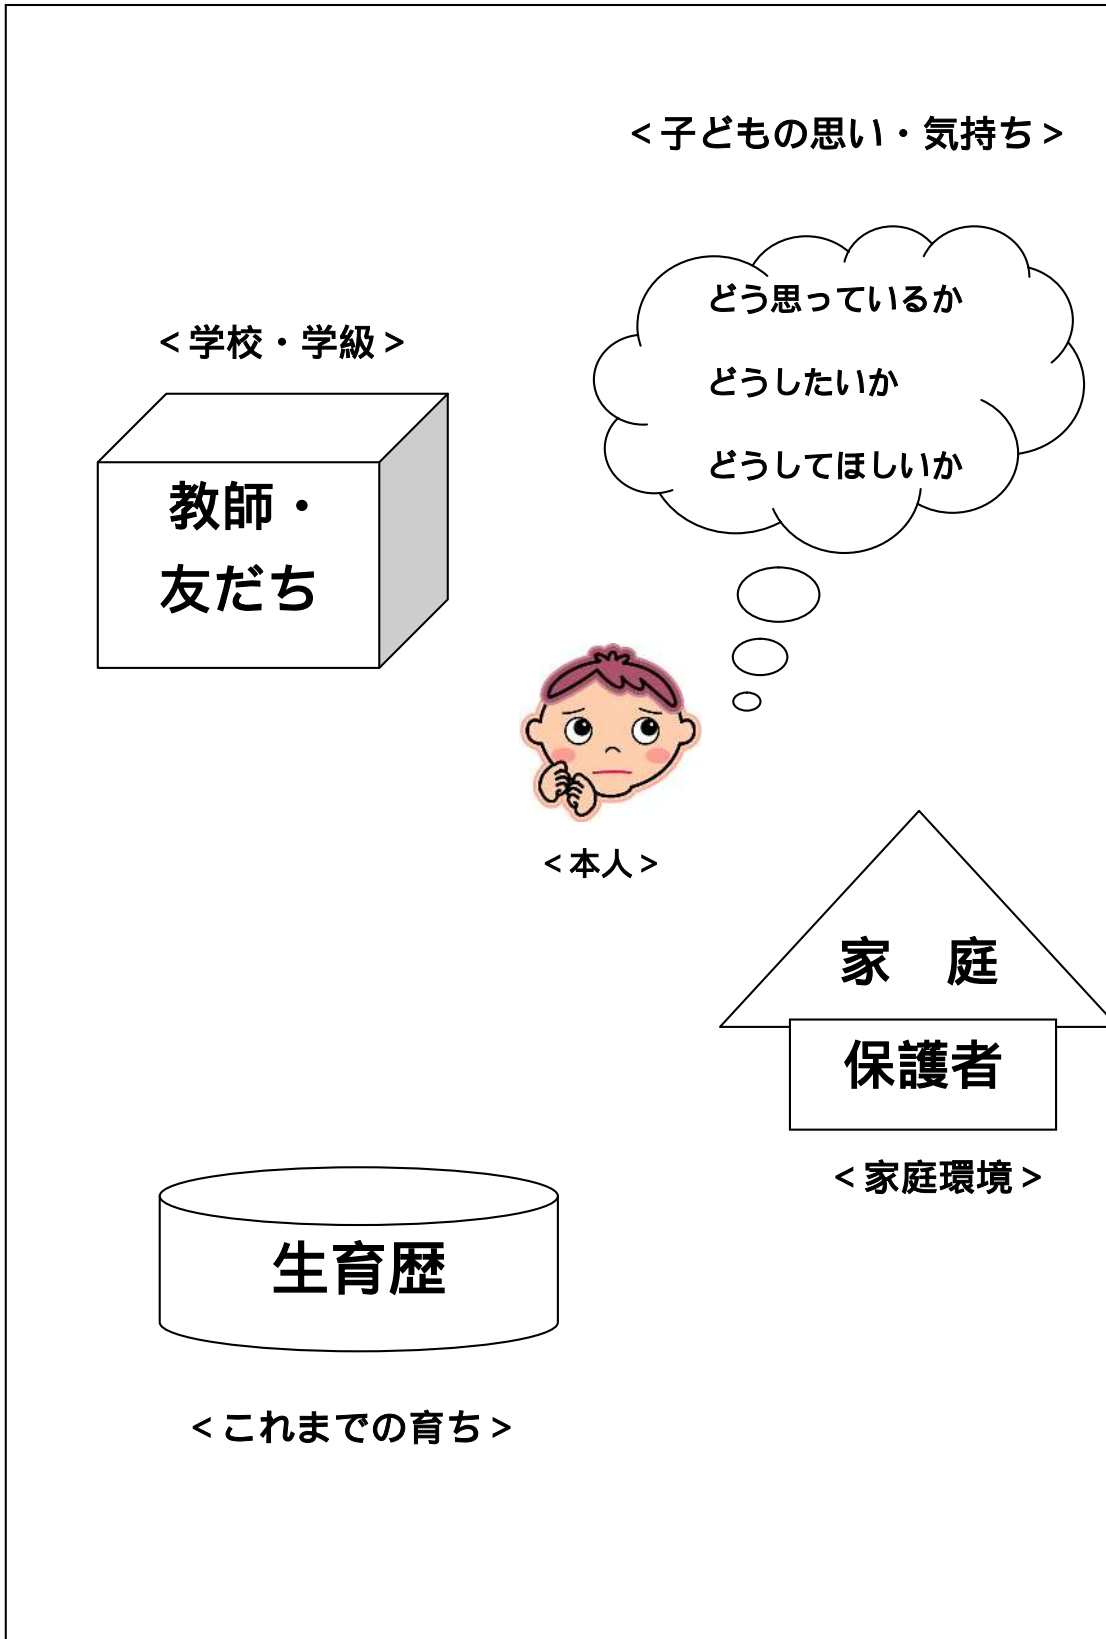 ＜子どもの思い・気持ち＞
どう思っているか
どうしたいか
どうしてほしいか
＜学校・学級＞
教師・
友だち
＜本人＞
家　庭
保護者
＜家庭環境＞
生育歴
＜これまでの育ち＞